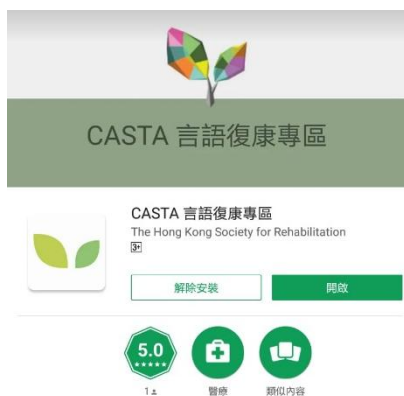 CASTA 言語復康專區
CASTA 言語復康專區
The Hong Kong Society for Rehabilitation
3+
解除安裝
開啟
5.0
1
醫療
類似內容